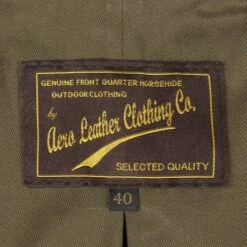 GENUINE FRONT QUARTER HORSEHIDE
OUTDOOR CLOTHING
by
Aero Leather Clothing Co.
SELECTED QUALITY
40